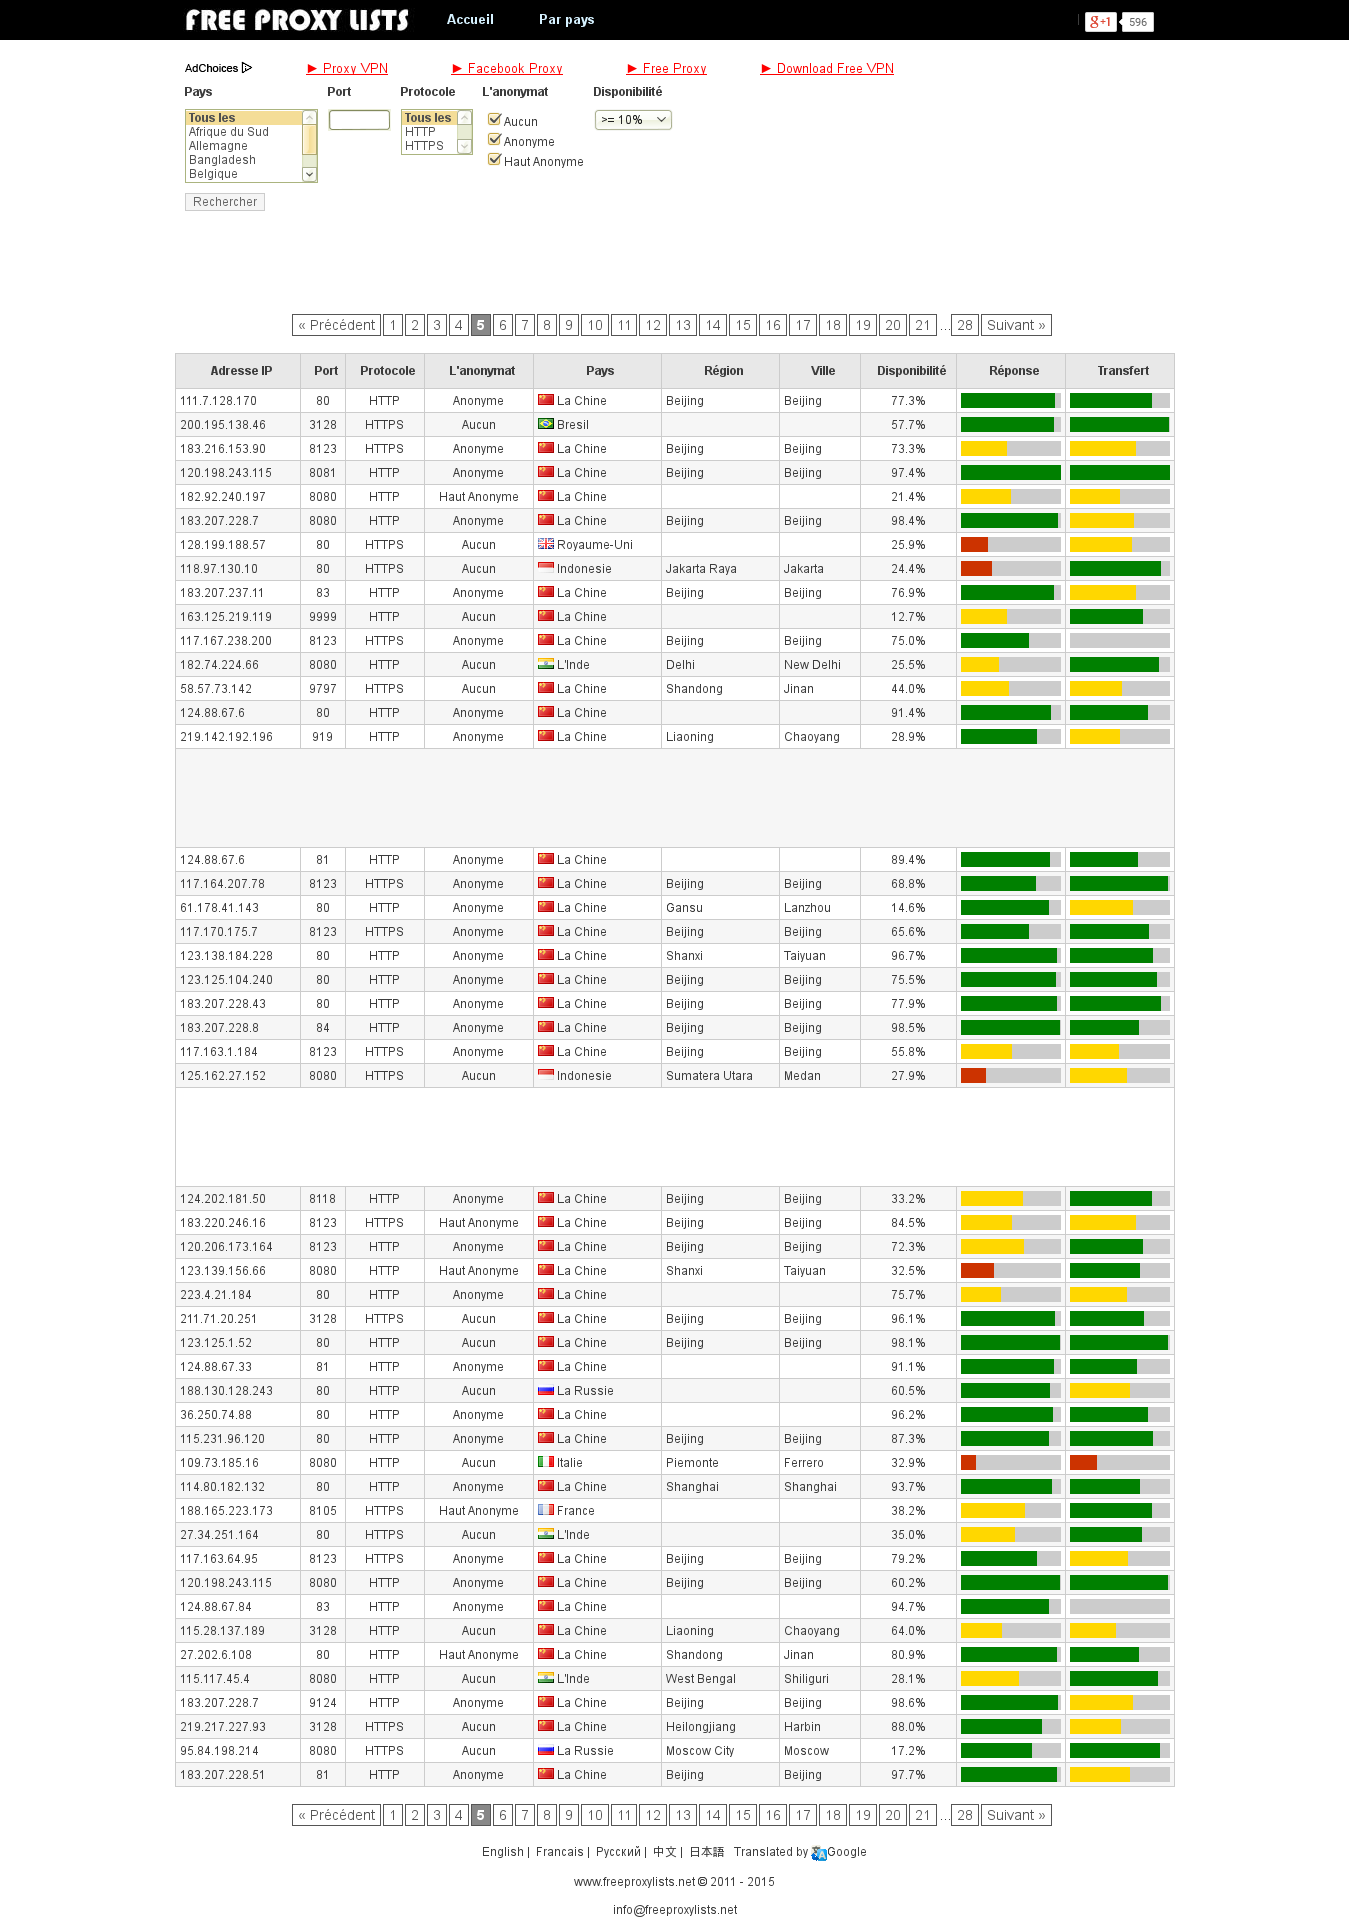 FREE PROXY LISTS Accueil Par pays g+1 596
AdChoices ► Proxy VPN ► Facebook Proxy ► Free Proxy ► Download Free VPN
Pays Port Protocole L'anonymat Disponibilité
Tous les Tous les Aucun >= 10%
Afrique du Sud HTTP
Allemagne HTTPS Anonyme
Bangladesh Haut Anonyme
Belgique
Rechercher
« Précédent 1 2 3 4 5 6 7 8 9 10 11 12 13 14 15 16 17 18 19 20 21 ... 28 Suivant »
Adresse IP Port Protocole L'anonymat Pays Région Ville Disponibilité Réponse Transfert
111.7.128.170 80 HTTP Anonyme La Chine Beijing Beijing 77.3%
200.195.138.46 3128 HTTPS Aucun Bresil 57.7%
183.216.153.90 8123 HTTPS Anonyme La Chine Beijing Beijing 73.3%
120.198.243.115 8081 HTTP Anonyme La Chine Beijing Beijing 97.4%
182.92.240.197 8080 HTTP Haut Anonyme La Chine 21.4%
183.207.228.7 8080 HTTP Anonyme La Chine Beijing Beijing 98.4%
128.199.188.57 80 HTTPS Aucun Royaume-Uni 25.9%
118.97.130.10 80 HTTPS Aucun Indonesie Jakarta Raya Jakarta 24.4%
183.207.237.11 83 HTTP Anonyme La Chine Beijing Beijing 76.9%
163.125.219.119 9999 HTTP Aucun La Chine 12.7%
117.167.238.200 8123 HTTPS Anonyme La Chine Beijing Beijing 75.0%
182.74.224.66 8080 HTTP Aucun L'Inde Delhi New Delhi 25.5%
58.57.73.142 9797 HTTPS Aucun La Chine Shandong Jinan 44.0%
124.88.67.6 80 HTTP Anonyme La Chine 91.4%
219.142.192.196 919 HTTP Anonyme La Chine Liaoning Chaoyang 28.9%
124.88.67.6 81 HTTP Anonyme La Chine 89.4%
117.164.207.78 8123 HTTPS Anonyme La Chine Beijing Beijing 68.8%
61.178.41.143 80 HTTP Anonyme La Chine Gansu Lanzhou 14.6%
117.170.175.7 8123 HTTPS Anonyme La Chine Beijing Beijing 65.6%
123.138.184.228 80 HTTP Anonyme La Chine Shanxi Taiyuan 96.7%
123.125.104.240 80 HTTP Anonyme La Chine Beijing Beijing 75.5%
183.207.228.43 80 HTTP Anonyme La Chine Beijing Beijing 77.9%
183.207.228.8 84 HTTP Anonyme La Chine Beijing Beijing 98.5%
117.163.1.184 8123 HTTPS Anonyme La Chine Beijing Beijing 55.8%
125.162.27.152 8080 HTTPS Aucun Indonesie Sumatera Utara Medan 27.9%
124.202.181.50 8118 HTTP Anonyme La Chine Beijing Beijing 33.2%
183.220.246.16 8123 HTTPS Haut Anonyme La Chine Beijing Beijing 84.5%
120.206.173.164 8123 HTTP Anonyme La Chine Beijing Beijing 72.3%
123.139.156.66 8080 HTTP Haut Anonyme La Chine Shanxi Taiyuan 32.5%
223.4.21.184 80 HTTP Anonyme La Chine 75.7%
211.71.20.251 3128 HTTPS Aucun La Chine Beijing Beijing 96.1%
123.125.1.52 80 HTTP Aucun La Chine Beijing Beijing 98.1%
124.88.67.33 81 HTTP Anonyme La Chine 91.1%
188.130.128.243 80 HTTP Aucun La Russie 60.5%
36.250.74.88 80 HTTP Anonyme La Chine 96.2%
115.231.96.120 80 HTTP Anonyme La Chine Beijing Beijing 87.3%
109.73.185.16 8080 HTTP Aucun Italie Piemonte Ferrero 32.9%
114.80.182.132 80 HTTP Anonyme La Chine Shanghai Shanghai 93.7%
188.165.223.173 8105 HTTPS Haut Anonyme France 38.2%
27.34.251.164 80 HTTPS Aucun L'Inde 35.0%
117.163.64.95 8123 HTTPS Anonyme La Chine Beijing Beijing 79.2%
120.198.243.115 8080 HTTP Anonyme La Chine Beijing Beijing 60.2%
124.88.67.84 83 HTTP Anonyme La Chine 94.7%
115.28.137.189 3128 HTTP Aucun La Chine Liaoning Chaoyang 64.0%
27.202.6.108 80 HTTP Haut Anonyme La Chine Shandong Jinan 80.9%
115.117.45.4 8080 HTTP Aucun L'Inde West Bengal Shiliguri 28.1%
183.207.228.7 9124 HTTP Anonyme La Chine Beijing Beijing 98.6%
219.217.227.93 3128 HTTPS Aucun La Chine Heilongjiang Harbin 88.0%
95.84.198.214 8080 HTTPS Aucun La Russie Moscow City Moscow 17.2%
183.207.228.51 81 HTTP Anonyme La Chine Beijing Beijing 97.7%
« Précédent 1 2 3 4 5 6 7 8 9 10 11 12 13 14 15 16 17 18 19 20 21 ... 28 Suivant »
English | Francais | Русский | 中文 | 日本語 Translated by Google
www.freeproxylists.net © 2011 - 2015
info@freeproxylists.net